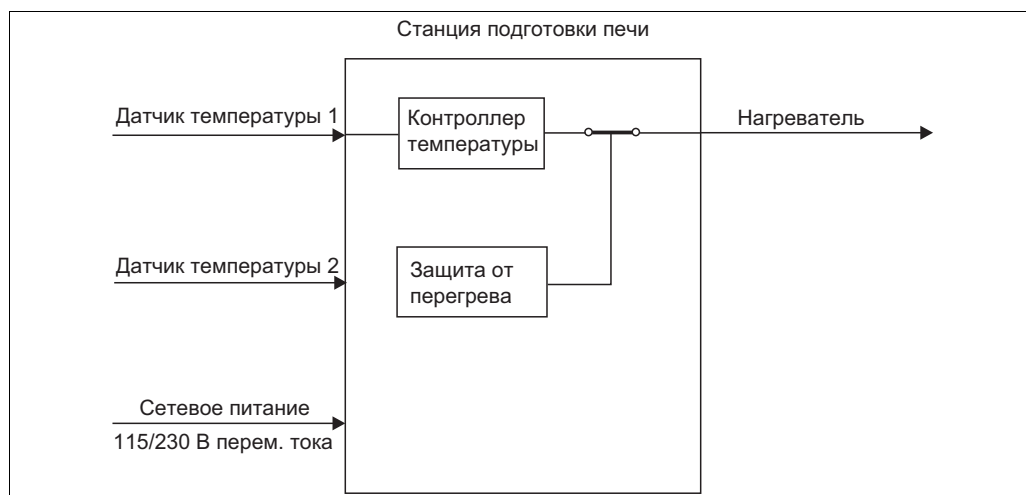 Станция подготовки печи
Датчик температуры 1
Контроллер
температуры
Нагреватель
Датчик температуры 2
Защита от
перегрева
Сетевое питание
115/230 В перем. тока